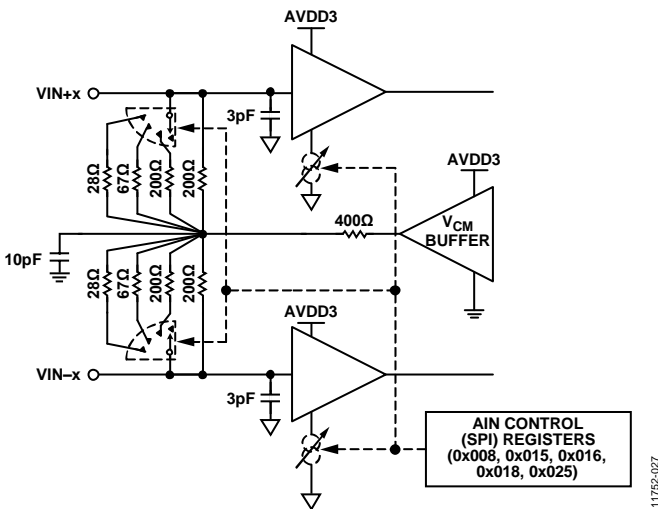 AVDD3
VIN+x
3pF
28Ω
67Ω
200Ω
200Ω
AVDD3
400Ω
VCM
BUFFER
10pF
28Ω
67Ω
200Ω
200Ω
AVDD3
VIN–x
3pF
AIN CONTROL
(SPI) REGISTERS
(0x008, 0x015, 0x016,
0x018, 0x025)
11752-027